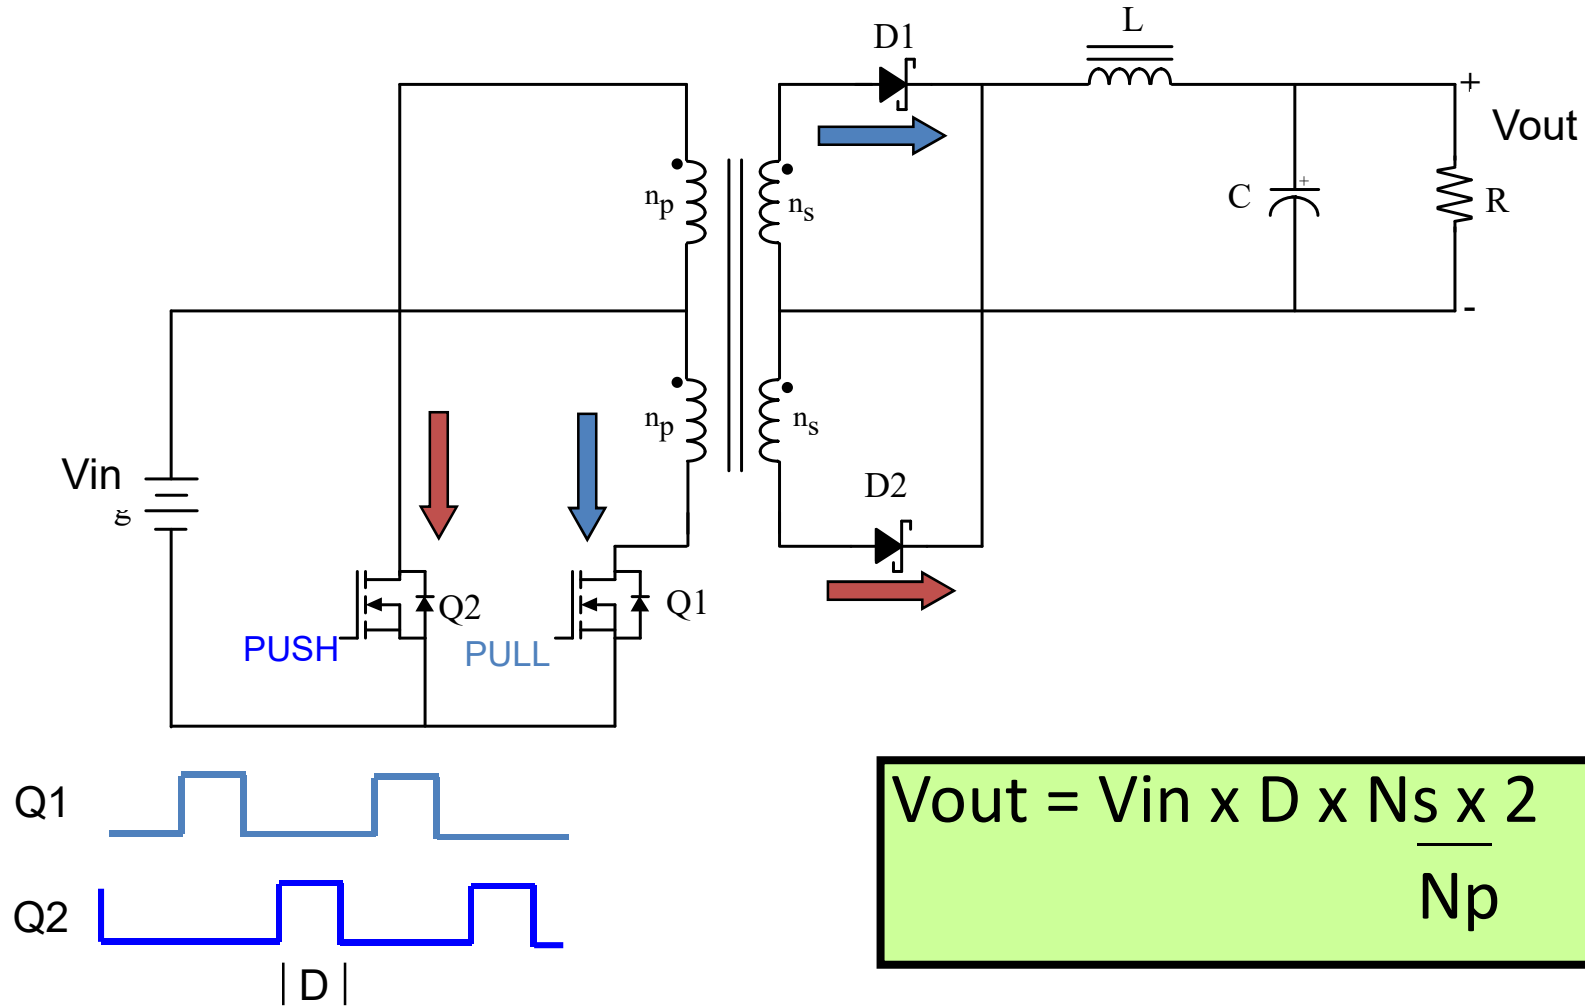 L
D1
+
Vout
np
ns
C
+
R
-
np
ns
Vin
g
D2
Q2
Q1
PUSH
PULL
Q1
Vout = Vin x D x Ns x 2
Np
Q2
|D|